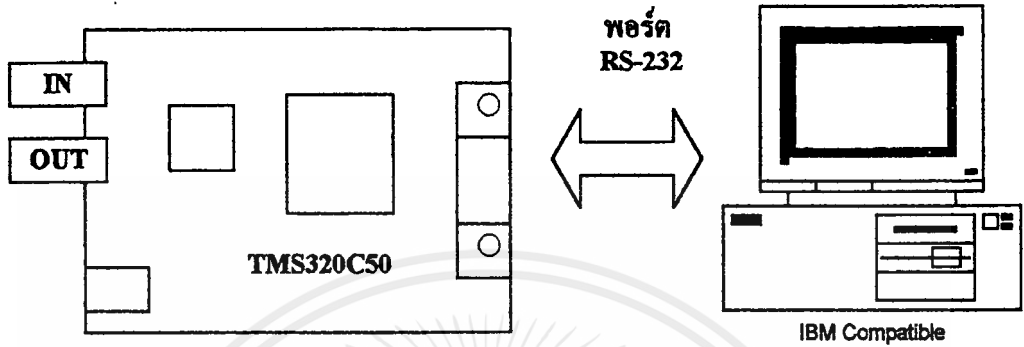 พอร์ต
RS-232
IN
OUT
TMS320C50
IBM Compatible